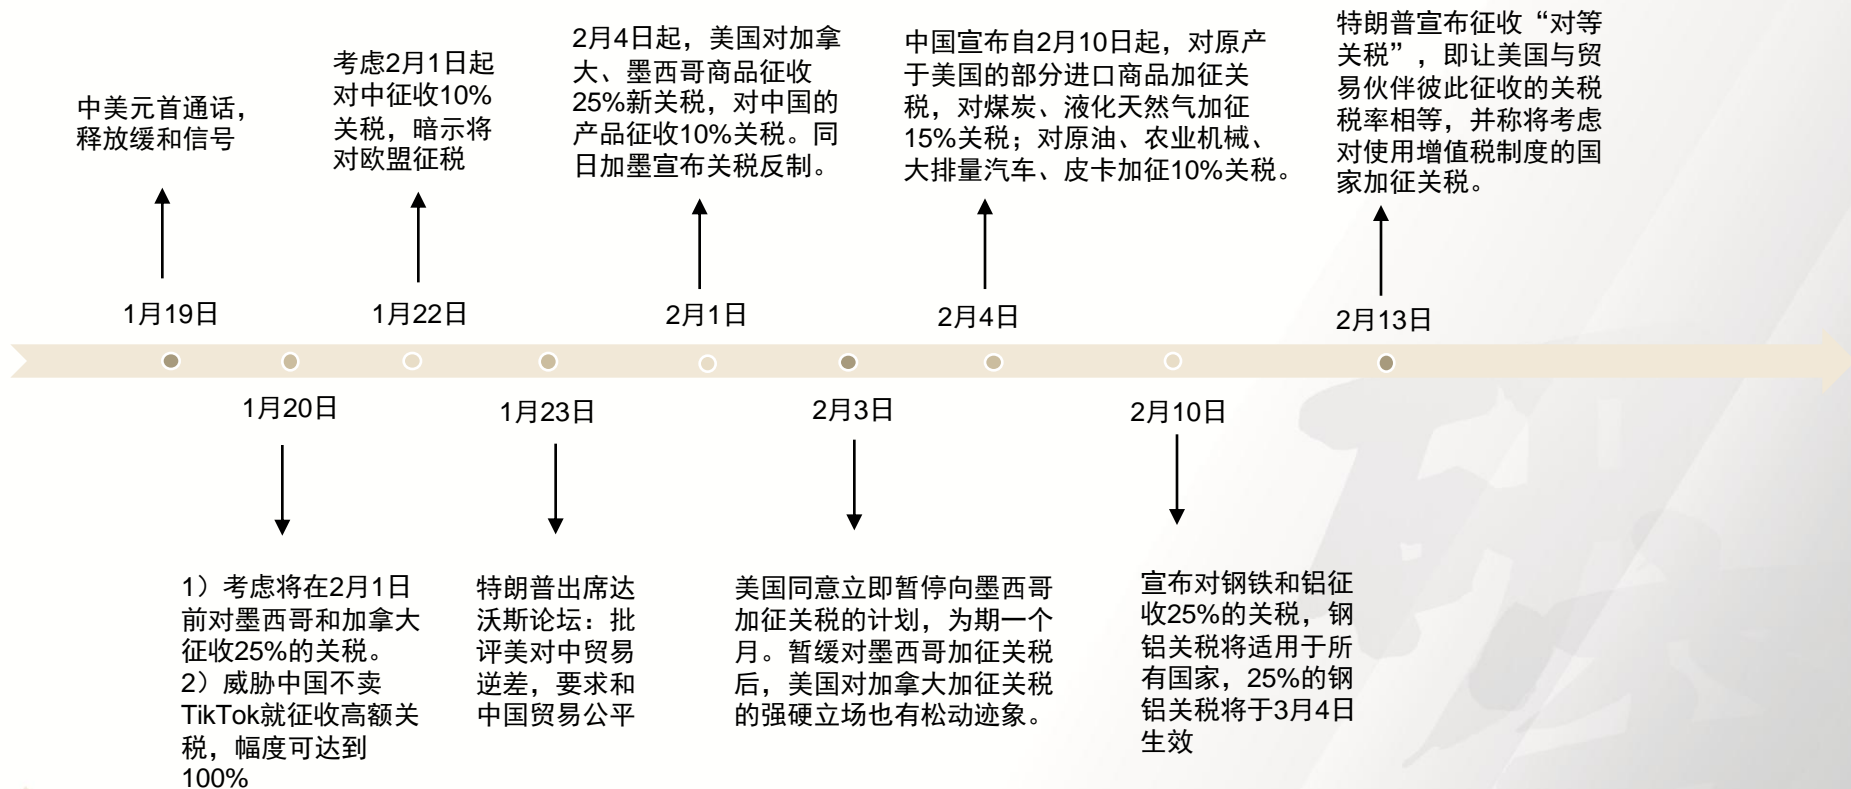 中美元首通话，
释放缓和信号
1月19日
1）考虑将在2月1日
前对墨西哥和加拿大
征收25%的关税。
2）威胁中国不卖
TikTok就征收高额关
税，幅度可达到
100%
1月20日
考虑2月1日起
对中征收10%
关税，暗示将
对欧盟征税
1月22日
1月23日
特朗普出席达
沃斯论坛：批
评美对中贸易
逆差，要求和
中国贸易公平
2月4日起，美国对加拿
大、墨西哥商品征收
25%新关税，对中国的
产品征收10%关税。同
日加墨宣布关税反制。
2月1日
2月3日
美国同意立即暂停向墨西哥
加征关税的计划，为期一个
月。暂缓对墨西哥加征关税
后，美国对加拿大加征关税
的强硬立场也有松动迹象。
中国宣布自2月10日起，对原产
于美国的部分进口商品加征关
税，对煤炭、液化天然气加征
15%关税；对原油、农业机械、
大排量汽车、皮卡加征10%关税。
2月4日
2月10日
宣布对钢铁和铝征
收25%的关税，钢
铝关税将适用于所
有国家，25%的钢
铝关税将于3月4日
生效
特朗普宣布征收“对等
关税”，即让美国与贸
易伙伴彼此征收的关税
税率相等，并称将考虑
对使用增值税制度的国
家加征关税。
2月13日